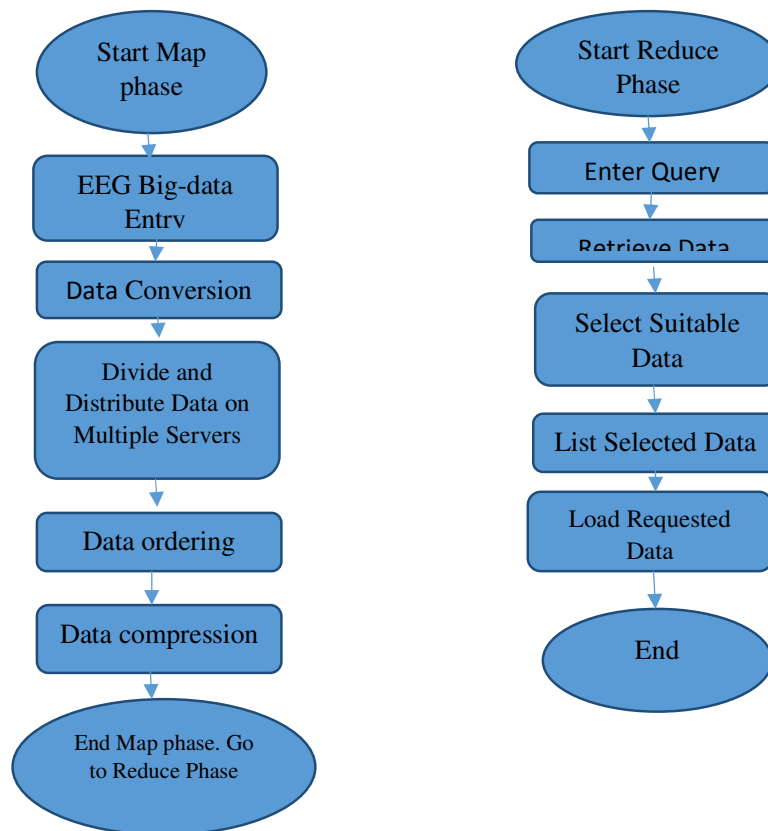 Start Map
phase
EEG Big-data
Entry
Data Conversion
Divide and
Distribute Data on
Multiple Servers
Data ordering
Data compression
End Map phase. Go
to Reduce Phase
Start Reduce
Phase
Enter Query
Retrieve Data
Select Suitable
Data
List Selected Data
Load Requested
Data
End